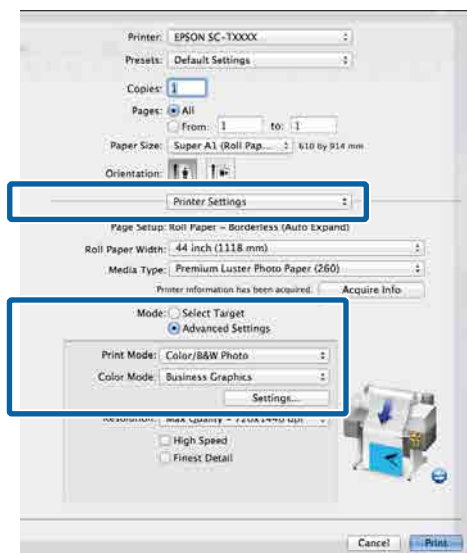 Printer: EPSON SC-TXXXX
Presets: Default Settings
Copies: 1
Pages: All
From: 1 to: 1
Paper Size: Super A1 (Roll Pap... 610 by 914 mm
Orientation:
Printer Settings
Page Setup: Roll Paper - Borderless (Auto Expand)
Roll Paper Width: 44 inch (1118 mm)
Media Type: Premium Luster Photo Paper (260)
Printer information has been acquired. Acquire Info
Mode: Select Target
Advanced Settings
Print Mode: Color/B&W Photo
Color Mode: Business Graphics
Settings...
Resolution: Max Quality - 720x1440 dpi
High Speed
Finest Detail
Cancel Print